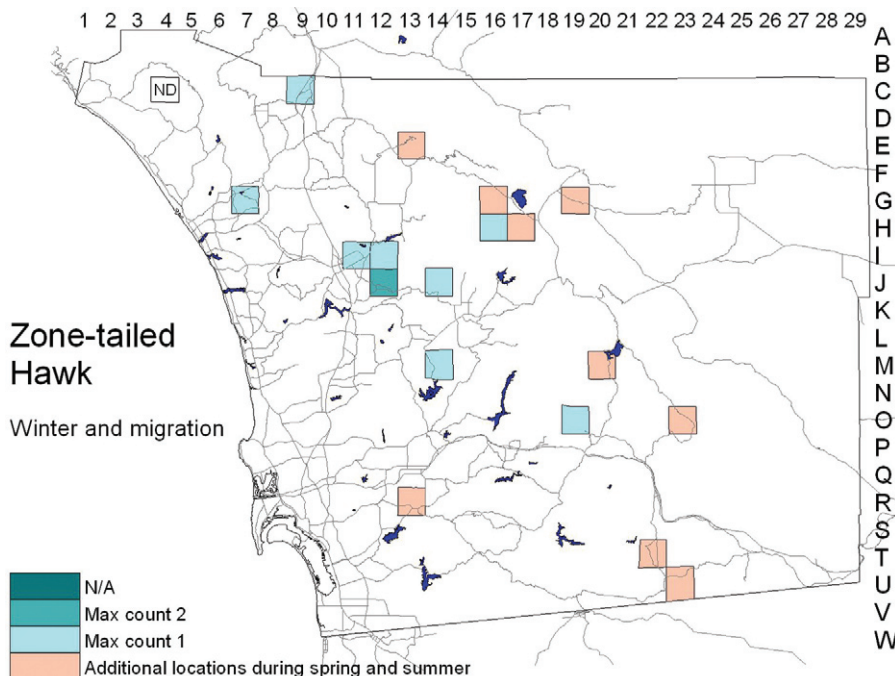 1 2 3 4 5 6 7 8 9 10 11 12 13 14 15 16 17 18 19 20 21 22 23 24 25 26 27 28 29
A
B
C
D
E
F
G
H
I
J
K
L
M
N
O
P
Q
R
S
T
U
V
W
ND
Zone-tailed
Hawk
Winter and migration
N/A
Max count 2
Max count 1
Additional locations during spring and summer